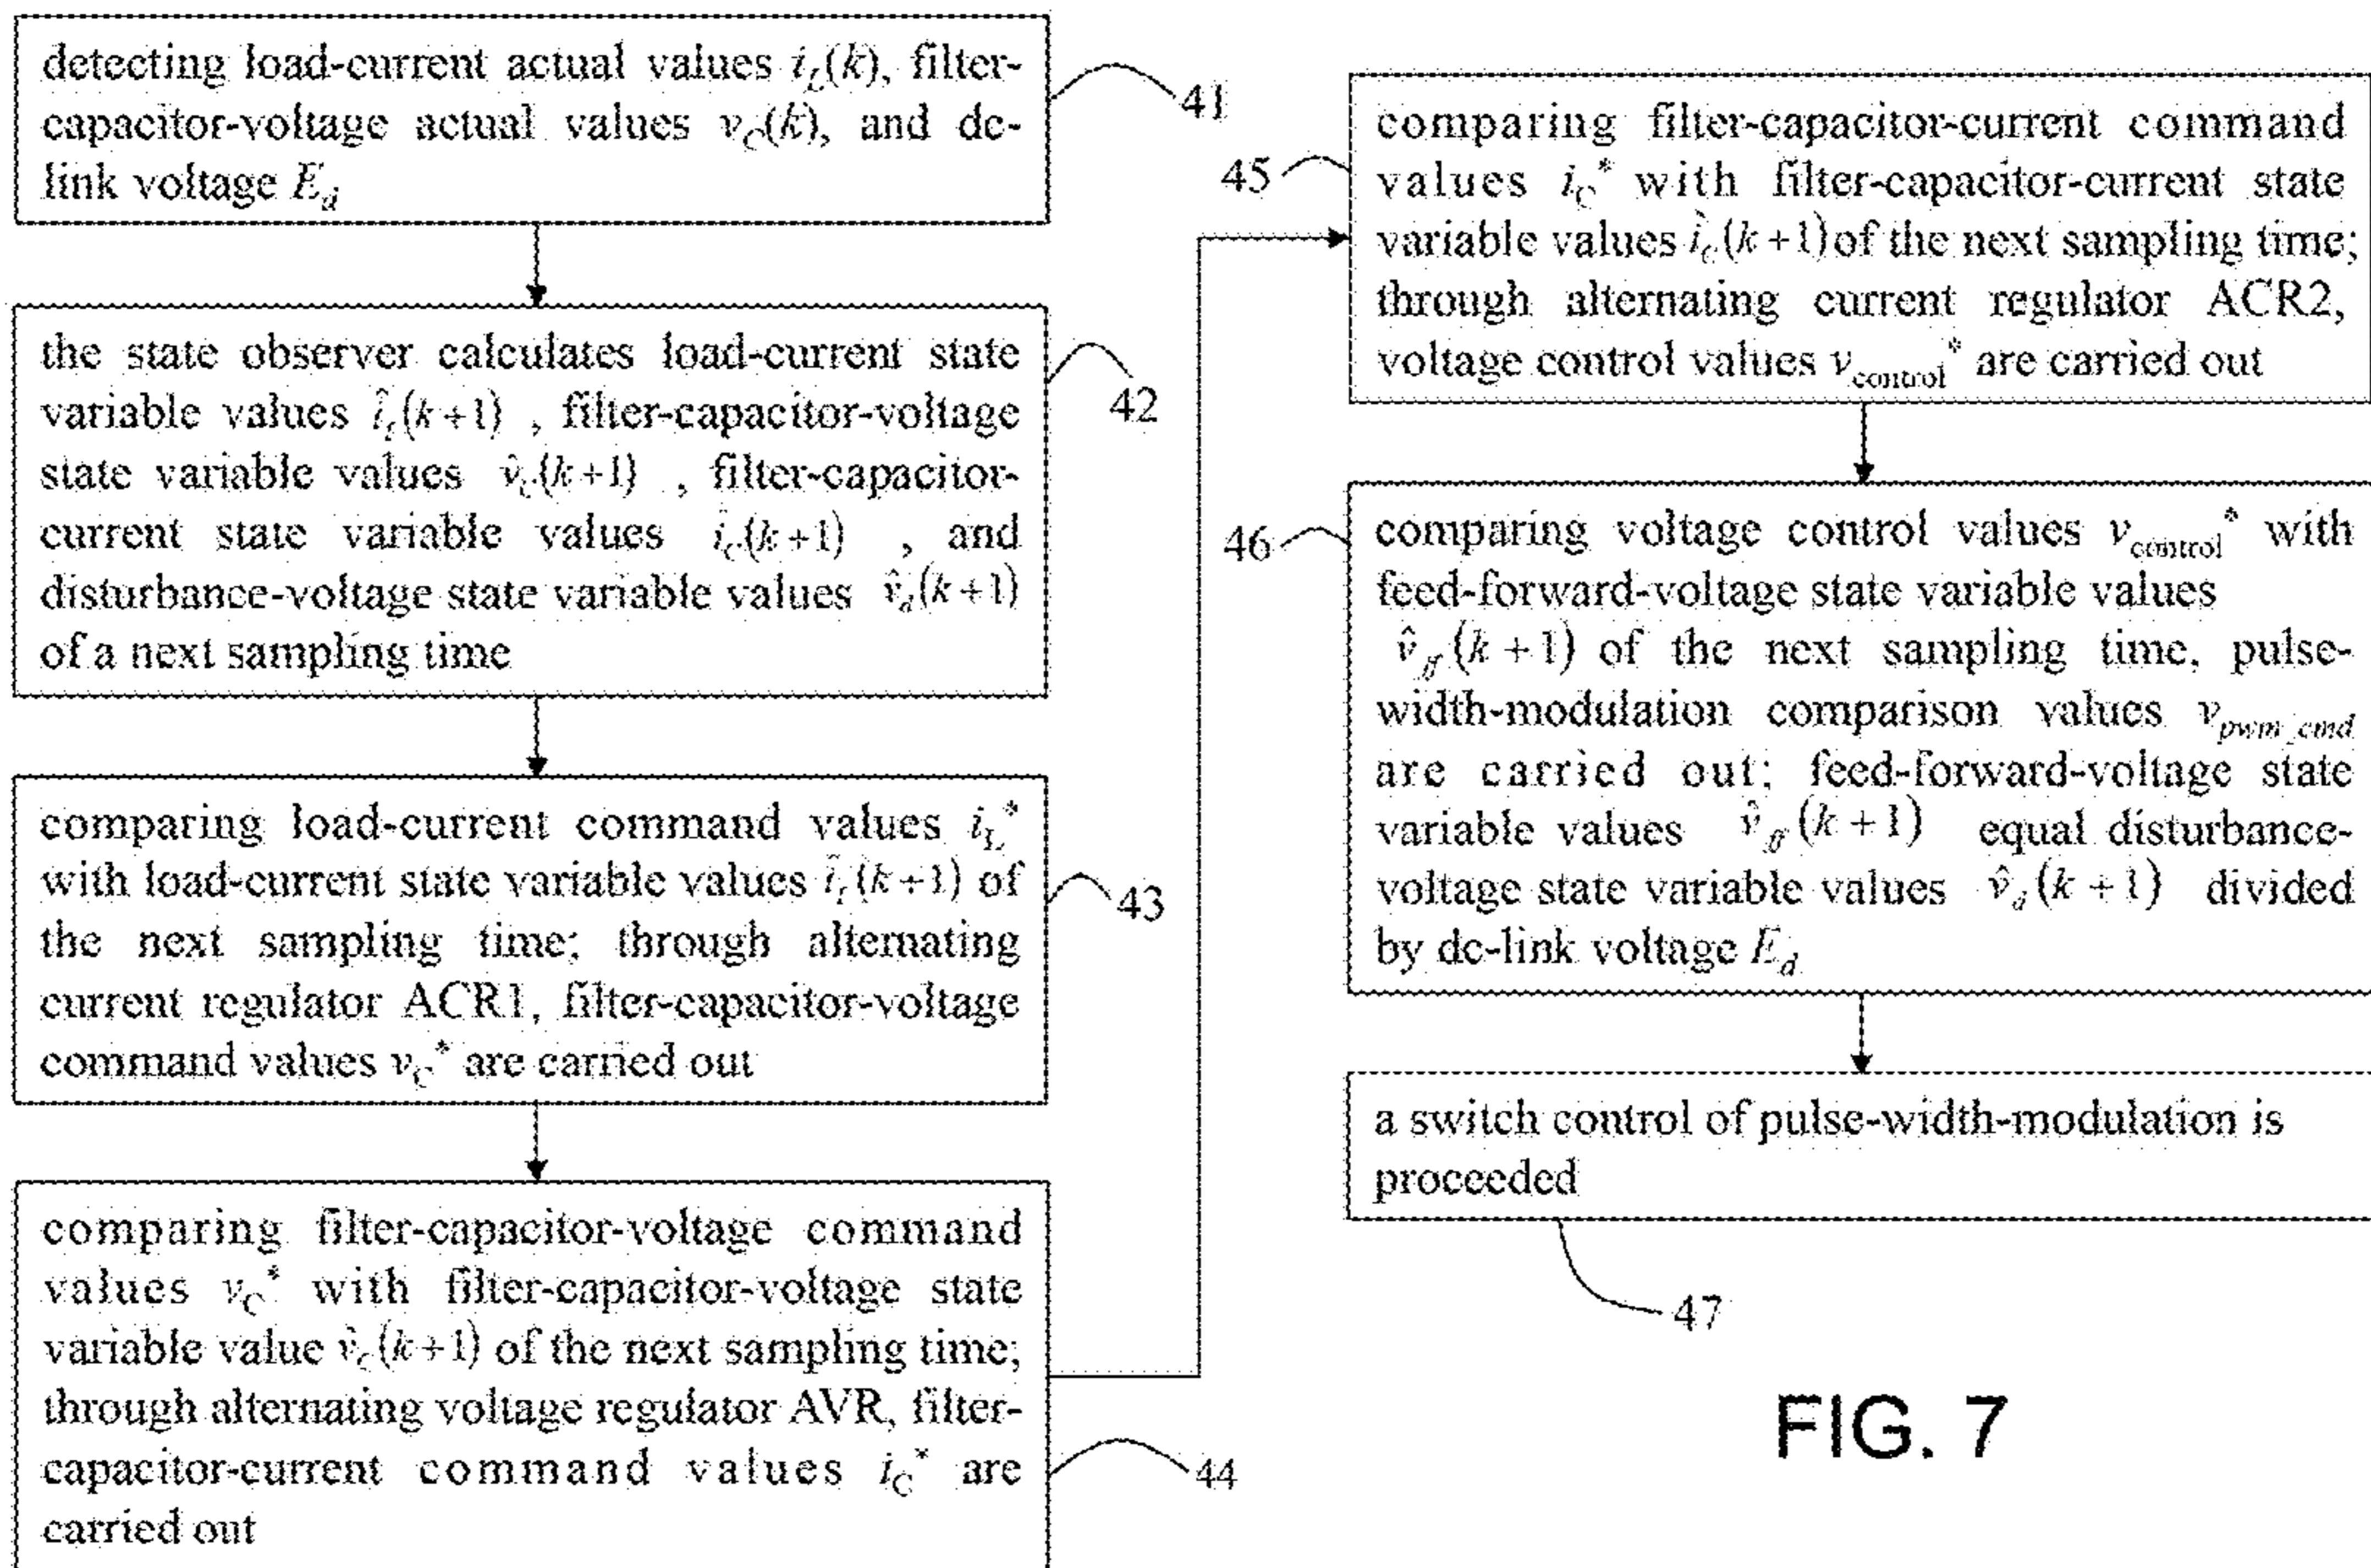 detecting load-current actual values i_L(k), filter-
capacitor-voltage actual values v_C(k), and dc-
link voltage E_d
41
the state observer calculates load-current state
variable values î_L(k+1) , filter-capacitor-voltage
state variable values v̂_C(k+1) , filter-capacitor-
current state variable values î_C(k+1) , and
disturbance-voltage state variable values v̂_d(k+1)
of a next sampling time
42
comparing load-current command values i_L*
with load-current state variable values î_L(k+1) of
the next sampling time; through alternating
current regulator ACR1, filter-capacitor-voltage
command values v_C* are carried out
43
comparing filter-capacitor-voltage command
values v_C* with filter-capacitor-voltage state
variable value v̂_C(k+1) of the next sampling time;
through alternating voltage regulator AVR, filter-
capacitor-current command values i_C* are
carried out
44
comparing filter-capacitor-current command
values i_C* with filter-capacitor-current state
variable values î_C(k+1) of the next sampling time;
through alternating current regulator ACR2,
voltage control values v_control* are carried out
45
comparing voltage control values v_control* with
feed-forward-voltage state variable values
v̂_ff(k+1) of the next sampling time, pulse-
width-modulation comparison values v_pwm_cmd
are carried out; feed-forward-voltage state
variable values v̂_ff(k+1) equal disturbance-
voltage state variable values v̂_d(k+1) divided
by dc-link voltage E_d
46
a switch control of pulse-width-modulation is
proceeded
47
FIG. 7